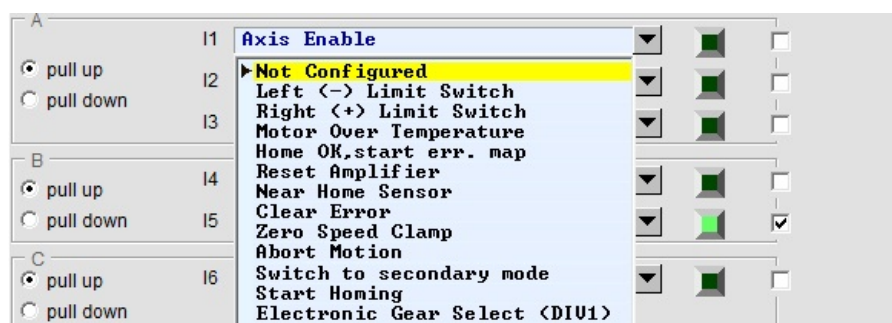 A
I1 Axis Enable
pull up
pull down
I2
I3
Not Configured
Left (-) Limit Switch
Right (+) Limit Switch
Motor Over Temperature
Home OK,start err. map
Reset Amplifier
Near Home Sensor
Clear Error
Zero Speed Clamp
Abort Motion
Switch to secondary mode
Start Homing
Electronic Gear Select (DIV1)
B
pull up
pull down
I4
I5
C
pull up
pull down
I6